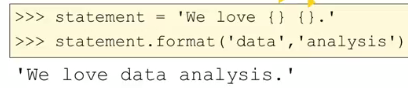 >>> statement = 'We love {} {}.'
>>> statement.format('data','analysis')
'We love data analysis.'